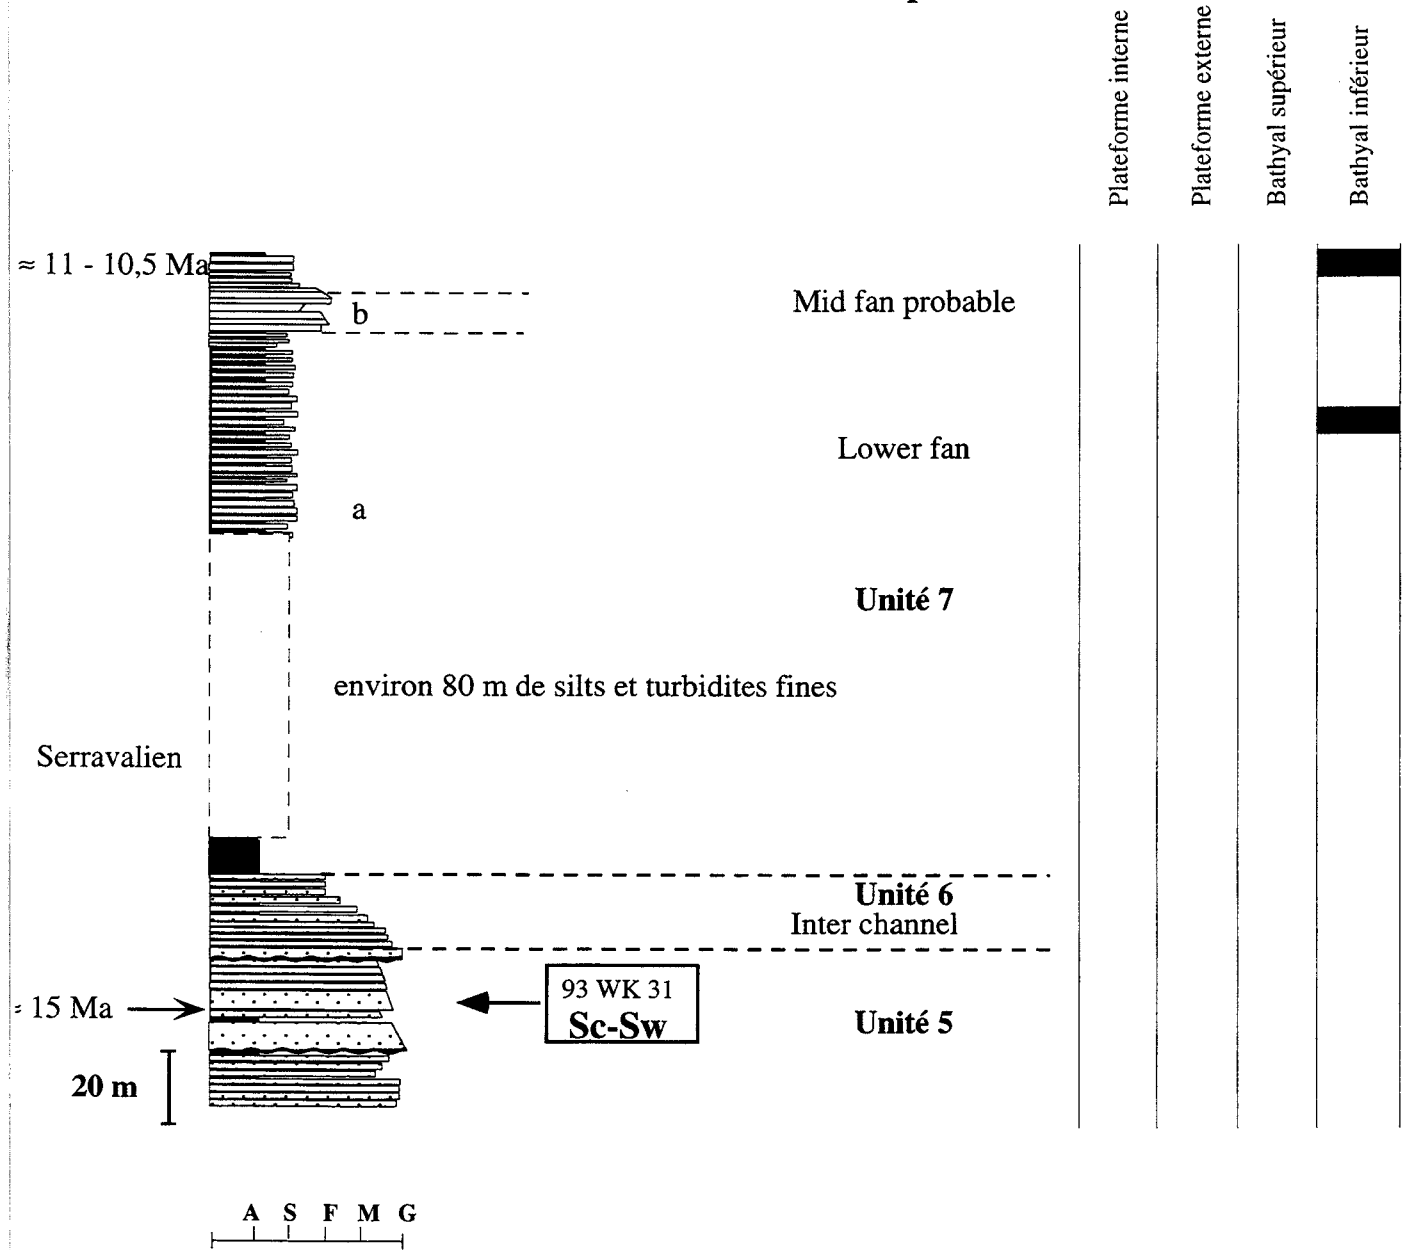 Plateforme interne
Plateforme externe
Bathyal supérieur
Bathyal inférieur
≈ 11 - 10,5 Ma
b
Mid fan probable
Lower fan
a
Unité 7
environ 80 m de silts et turbidites fines
Serravalien
Unité 6
Inter channel
≈ 15 Ma
93 WK 31
Sc-Sw
Unité 5
20 m
A S F M G